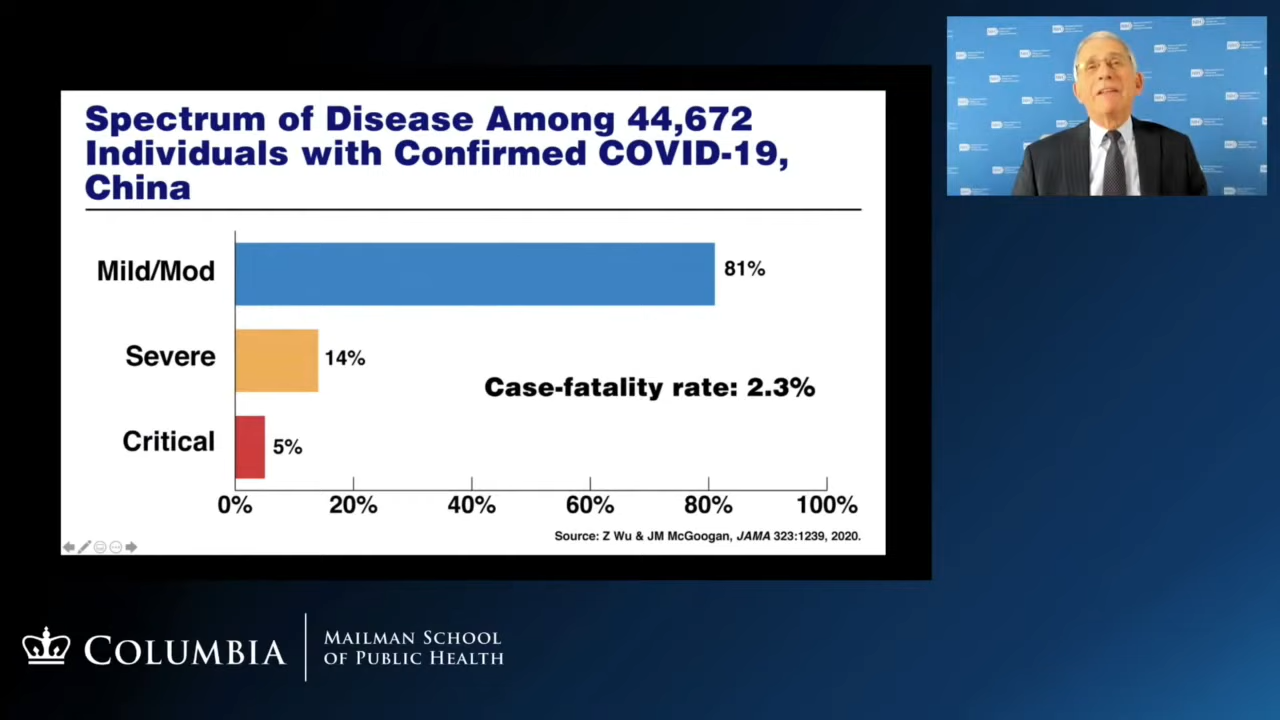 Spectrum of Disease Among 44,672
Individuals with Confirmed COVID-19,
China
Mild/Mod
81%
Severe
14%
Case-fatality rate: 2.3%
Critical
5%
0% 20% 40% 60% 80% 100%
Source: Z Wu & JM McGoogan, JAMA 323:1239, 2020.
COLUMBIA
MAILMAN SCHOOL
OF PUBLIC HEALTH